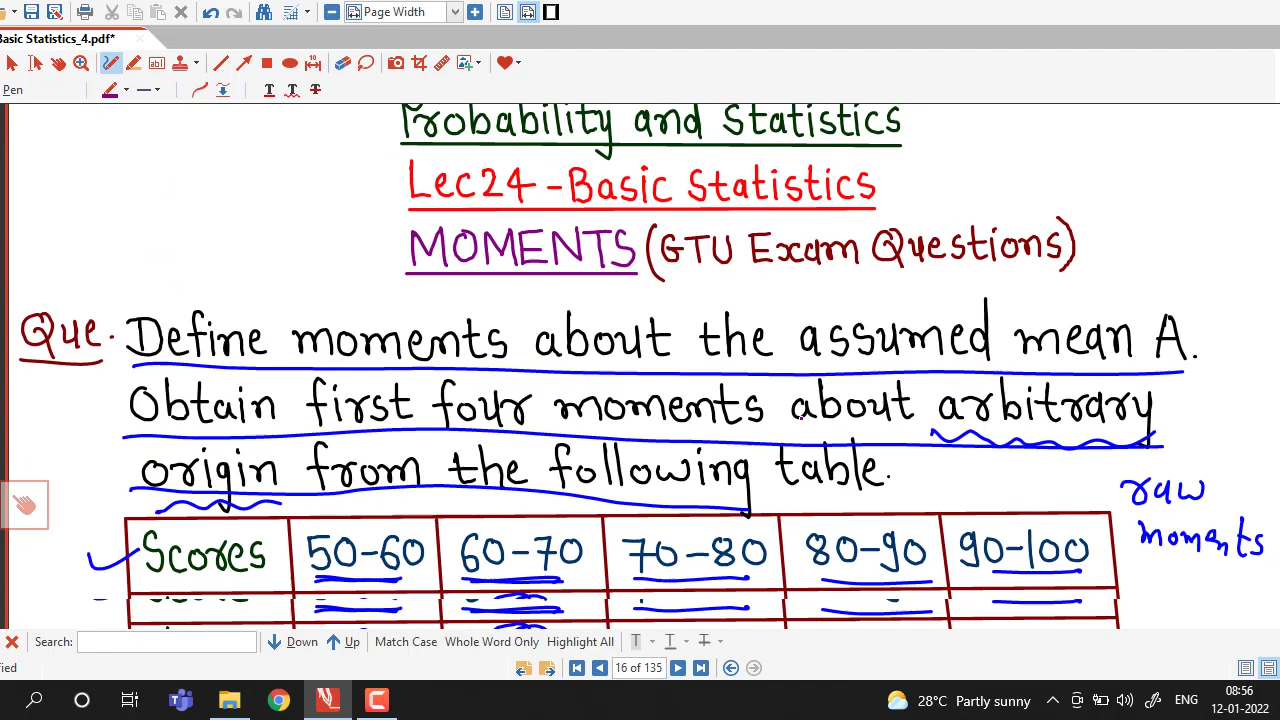 Page Width
Basic Statistics_4.pdf*
Pen
Probability and Statistics
Lec24-Basic Statistics
MOMENTS (GTU Exam Questions)
Que. Define moments about the assumed mean A.
Obtain first four moments about arbitrary
origin from the following table.
raw
moments
Scores 50-60 60-70 70-80 80-90 90-100
Search: Down Up Match Case Whole Word Only Highlight All T T T
fied 16 of 135
28°C Partly sunny ENG 08:56
12-01-2022